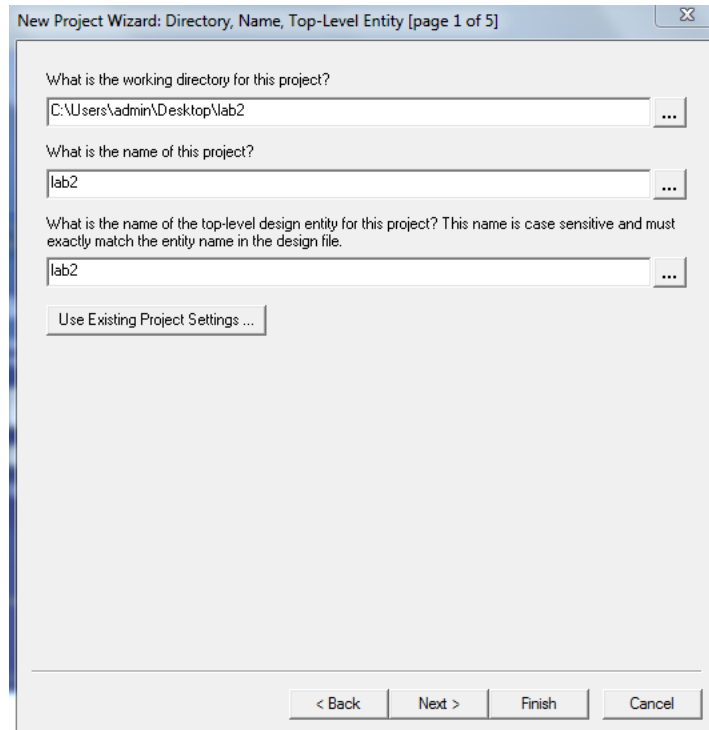 New Project Wizard: Directory, Name, Top-Level Entity [page 1 of 5]
What is the working directory for this project?
C:\Users\admin\Desktop\lab2
...
What is the name of this project?
lab2
...
What is the name of the top-level design entity for this project? This name is case sensitive and must
exactly match the entity name in the design file.
lab2
...
Use Existing Project Settings ...
< Back
Next >
Finish
Cancel